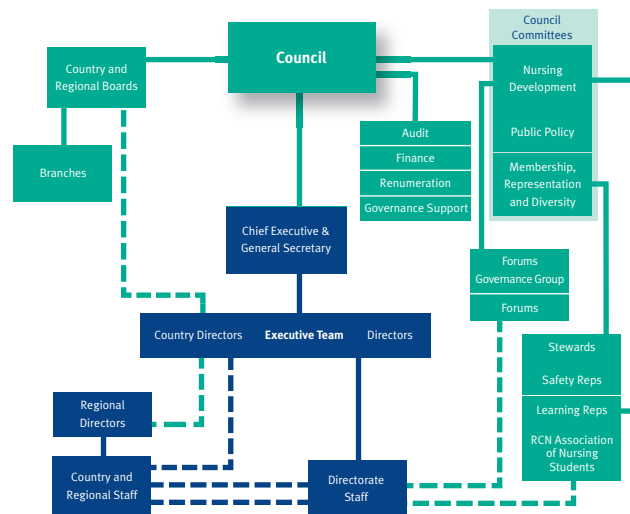 Council
Committees
Council
Country and
Regional Boards
Nursing
Development
Public Policy
Audit
Finance
Renumeration
Governance Support
Membership,
Representation
and Diversity
Branches
Chief Executive &
General Secretary
Forums
Governance Group
Forums
Country Directors Executive Team Directors
Stewards
Safety Reps
Learning Reps
RCN Association
of Nursing
Students
Regional
Directors
Country and
Regional Staff
Directorate
Staff